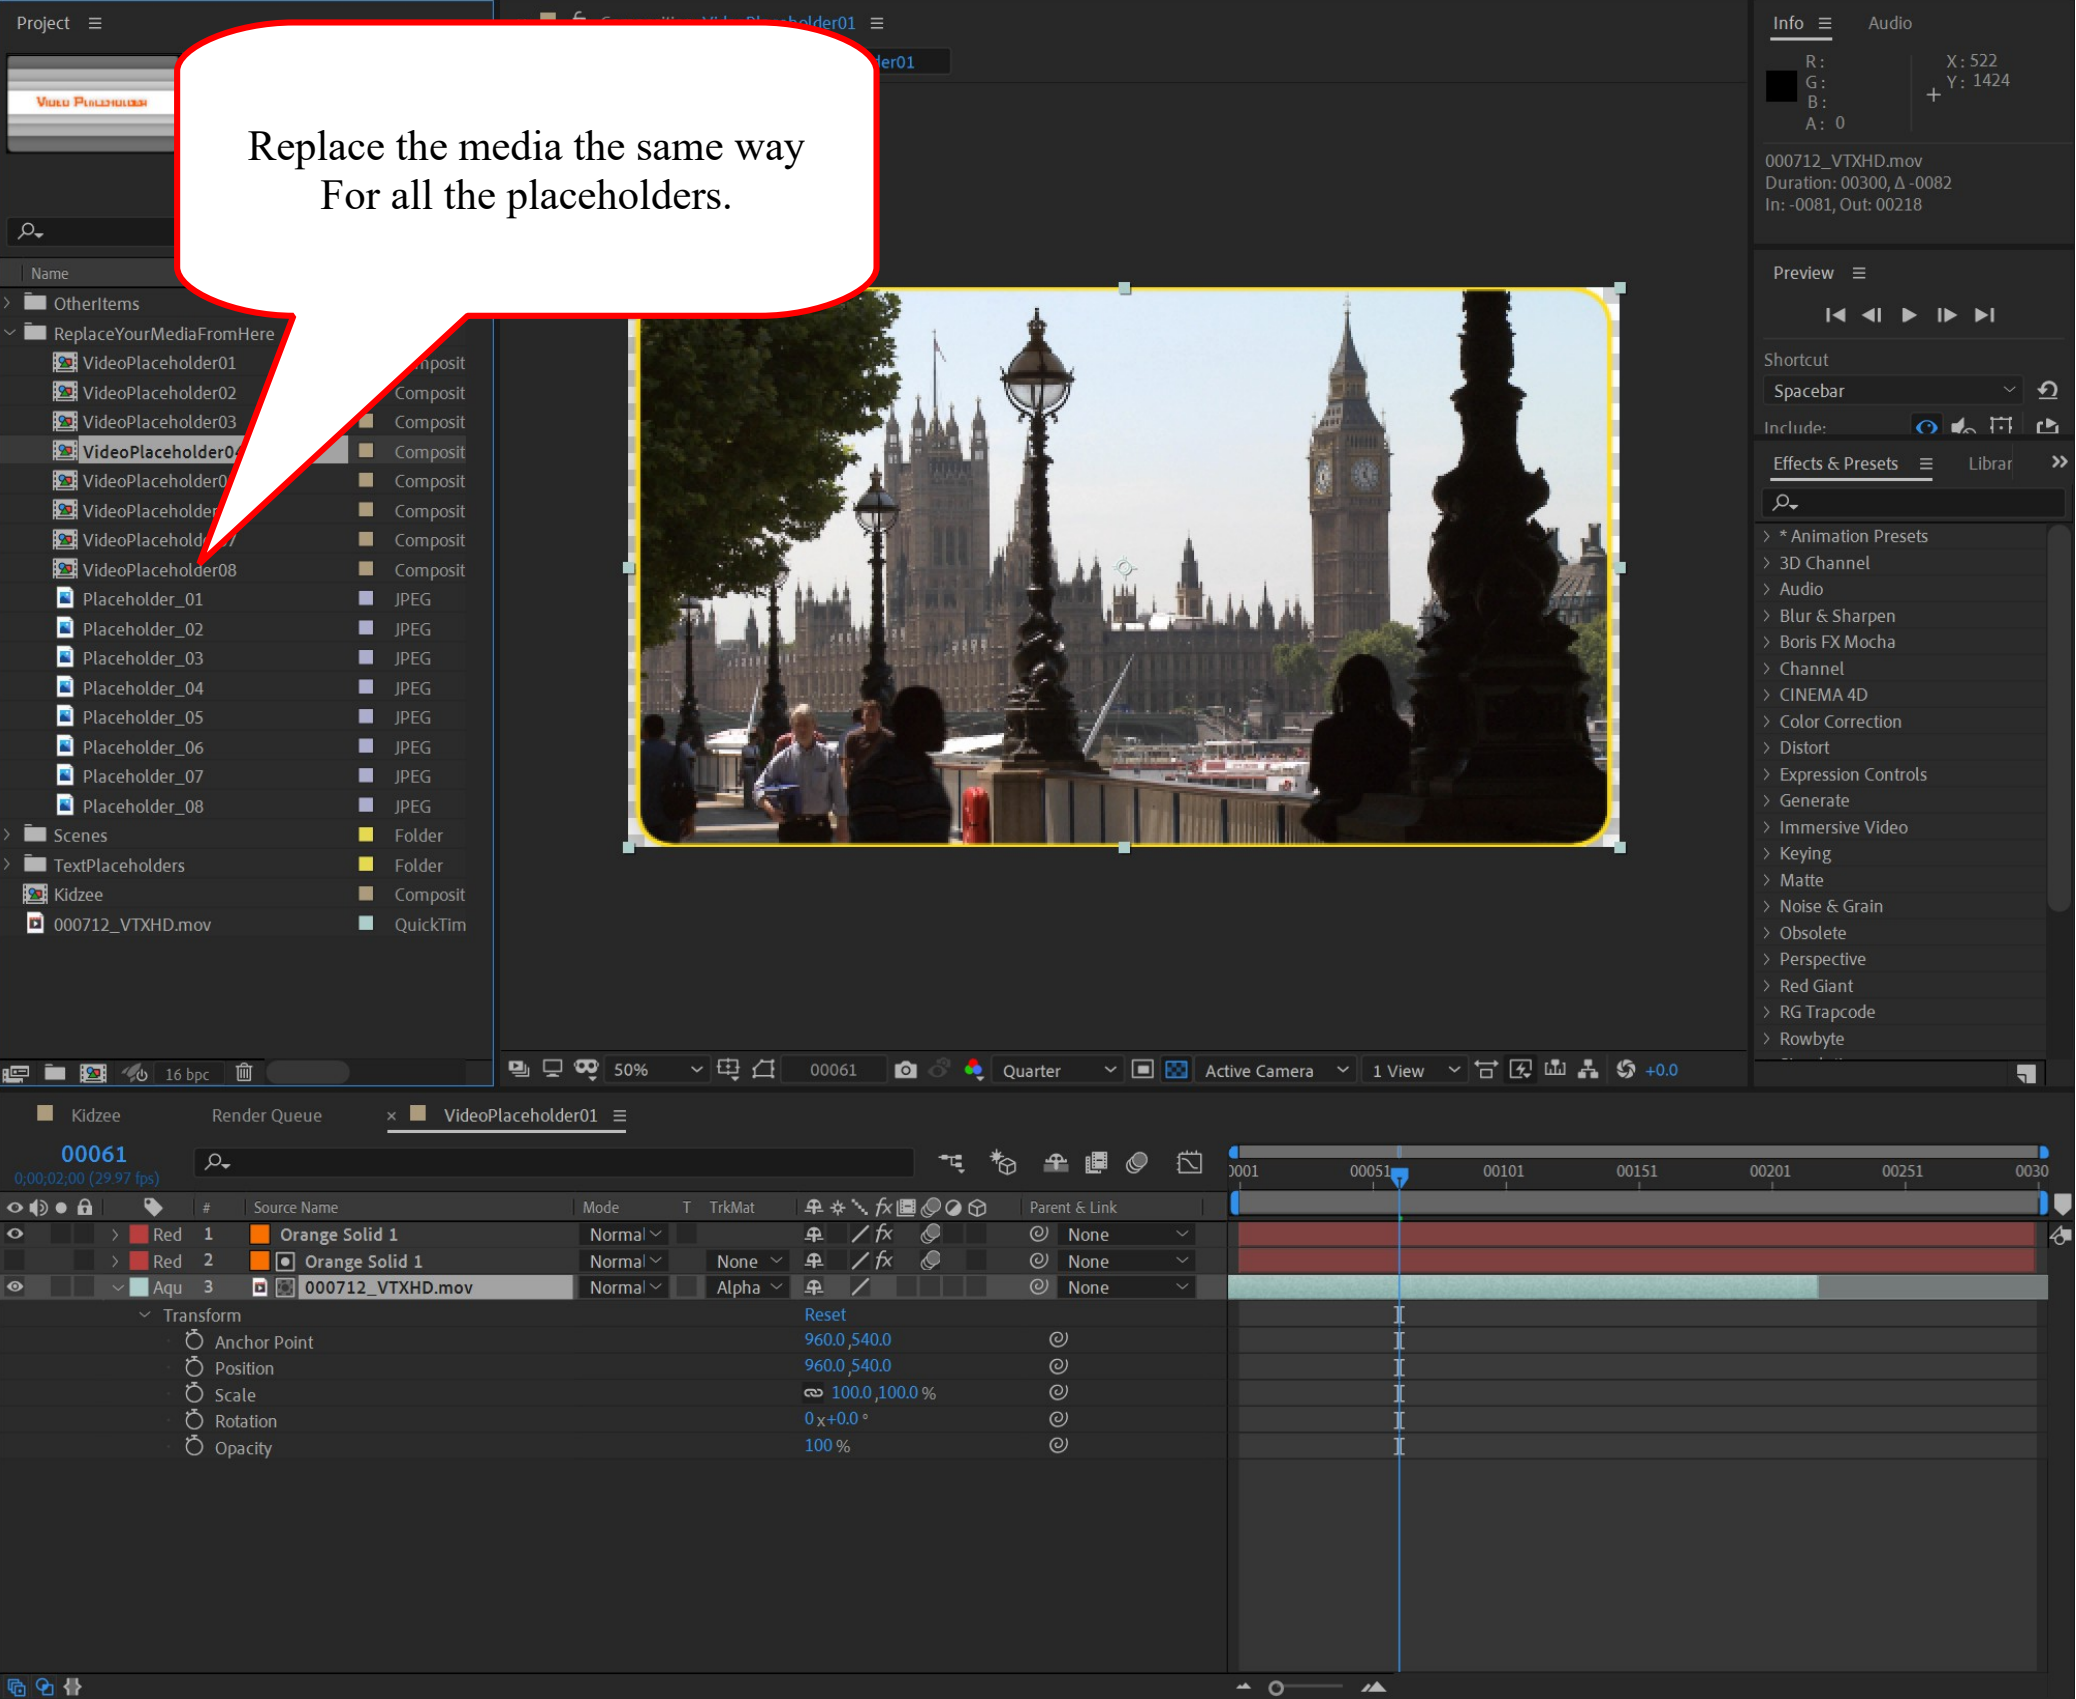 Project
Video Placeholder
Name
OtherItems
ReplaceYourMediaFromHere
VideoPlaceholder01
VideoPlaceholder02 Composit
VideoPlaceholder03 Composit
Composit
Composit
Composit
Composit
VideoPlaceholder08 Composit
Placeholder_01 JPEG
Placeholder_02 JPEG
Placeholder_03 JPEG
Placeholder_04 JPEG
Placeholder_05 JPEG
Placeholder_06 JPEG
Placeholder_07 JPEG
Placeholder_08 JPEG
Scenes Folder
TextPlaceholders Folder
Kidzee Composit
000712_VTXHD.mov QuickTim
16 bpc
Replace the media the same way
For all the placeholders.
50% 00061 Quarter Active Camera 1 View +0.0
Info Audio
R: X: 522
G: Y: 1424
B:
A: 0
000712_VTXHD.mov
Duration: 00300, Δ -0082
In: -0081, Out: 00218
Preview
Shortcut
Spacebar
Include:
Effects & Presets Librar
* Animation Presets
3D Channel
Audio
Blur & Sharpen
Boris FX Mocha
Channel
CINEMA 4D
Color Correction
Distort
Expression Controls
Generate
Immersive Video
Keying
Matte
Noise & Grain
Obsolete
Perspective
Red Giant
RG Trapcode
Rowbyte
Kidzee Render Queue × VideoPlaceholder01
00061
0;00;02;00 (29.97 fps)
0001 00051 00101 00151 00201 00251 0030
# Source Name Mode T TrkMat fx Parent & Link
Red 1 Orange Solid 1 Normal fx None
Red 2 Orange Solid 1 Normal None fx None
Aqu 3 000712_VTXHD.mov Normal Alpha None
Transform Reset
Anchor Point 960.0,540.0
Position 960.0,540.0
Scale 100.0,100.0 %
Rotation 0x+0.0°
Opacity 100 %